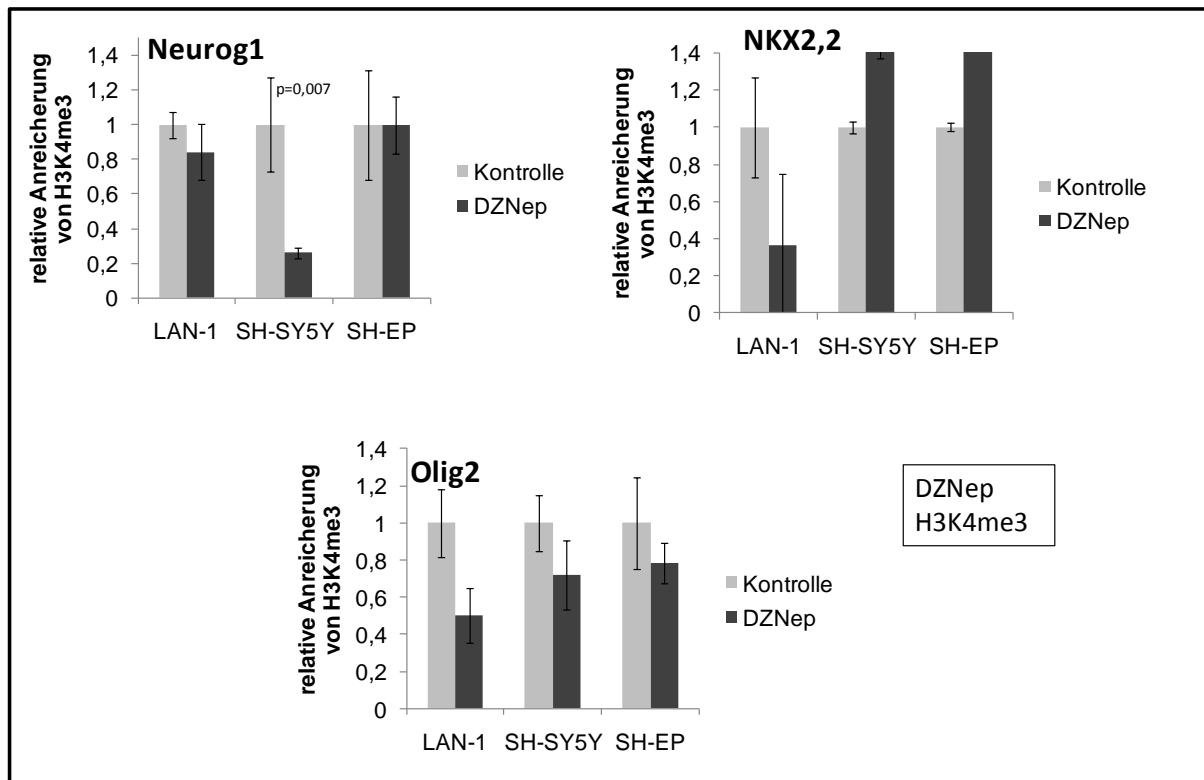 Neurog1
relative Anreicherung
von H3K4me3
1,4
1,2
1
0,8
0,6
0,4
0,2
0
p=0,007
LAN-1 SH-SY5Y SH-EP
Kontrolle
DZNep
NKX2,2
relative Anreicherung
von H3K4me3
1,4
1,2
1
0,8
0,6
0,4
0,2
0
LAN-1 SH-SY5Y SH-EP
Kontrolle
DZNep
Olig2
relative Anreicherung
von H3K4me3
1,4
1,2
1
0,8
0,6
0,4
0,2
0
LAN-1 SH-SY5Y SH-EP
Kontrolle
DZNep
DZNep
H3K4me3